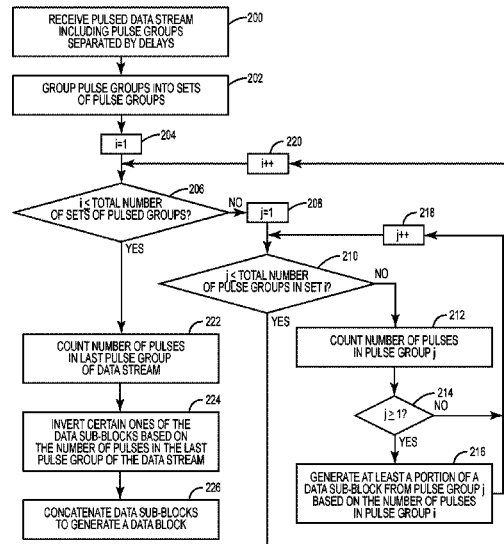 RECEIVE PULSED DATA STREAM
INCLUDING PULSE GROUPS
SEPARATED BY DELAYS
200
GROUP PULSE GROUPS INTO SETS
OF PULSE GROUPS
202
i=1
204
i++
220
i ≤ TOTAL NUMBER
OF SETS OF PULSED GROUPS?
206
NO
YES
j=1
208
j++
218
j ≤ TOTAL NUMBER
OF PULSE GROUPS IN SET i?
210
NO
YES
COUNT NUMBER OF PULSES
IN PULSE GROUP j
212
j ≥ 1?
214
NO
YES
GENERATE AT LEAST A PORTION OF A
DATA SUB-BLOCK FROM PULSE GROUP j
BASED ON THE NUMBER OF PULSES
IN PULSE GROUP i
216
COUNT NUMBER OF PULSES
IN LAST PULSE GROUP
OF DATA STREAM
222
INVERT CERTAIN ONES OF THE
DATA SUB-BLOCKS BASED ON
THE NUMBER OF PULSES IN THE LAST
PULSE GROUP OF THE DATA STREAM
224
CONCATENATE DATA SUB-BLOCKS
TO GENERATE A DATA BLOCK
226